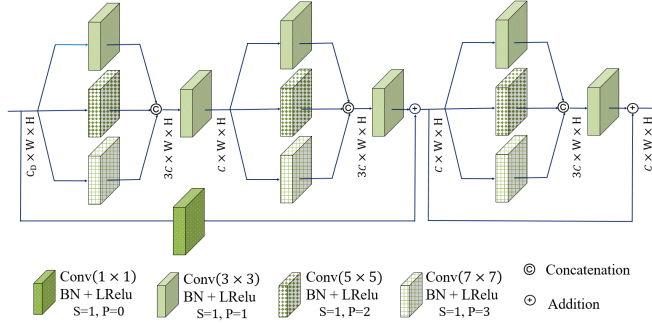 C_D × W × H
©
3C × W × H
C × W × H
©
3C × W × H
+
C × W × H
©
3C × W × H
+
C × W × H
Conv(1 × 1)
BN + LRelu
S=1, P=0
Conv(3 × 3)
BN + LRelu
S=1, P=1
Conv(5 × 5)
BN + LRelu
S=1, P=2
Conv(7 × 7)
BN + LRelu
S=1, P=3
© Concatenation
+ Addition